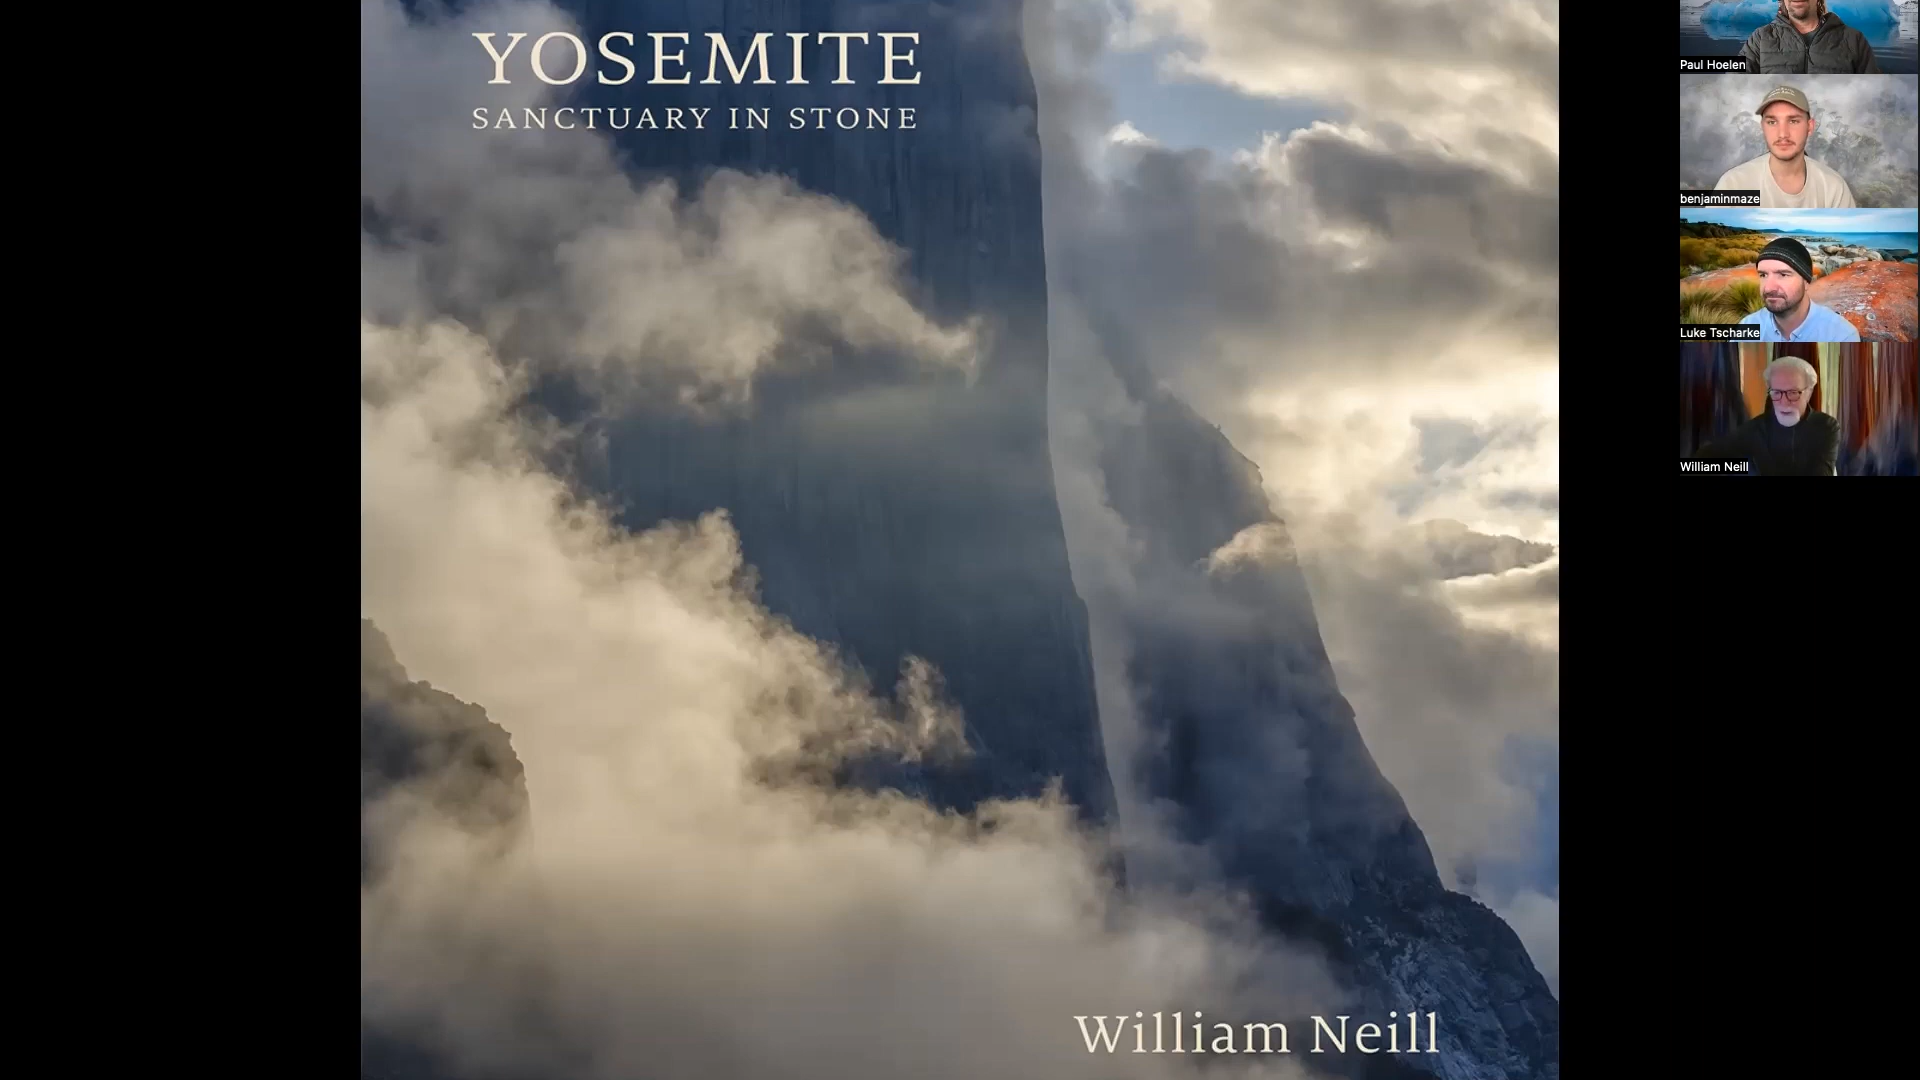 YOSEMITE
SANCTUARY IN STONE
William Neill
Paul Hoelen
benjaminmaze
Luke Tscharke
William Neill